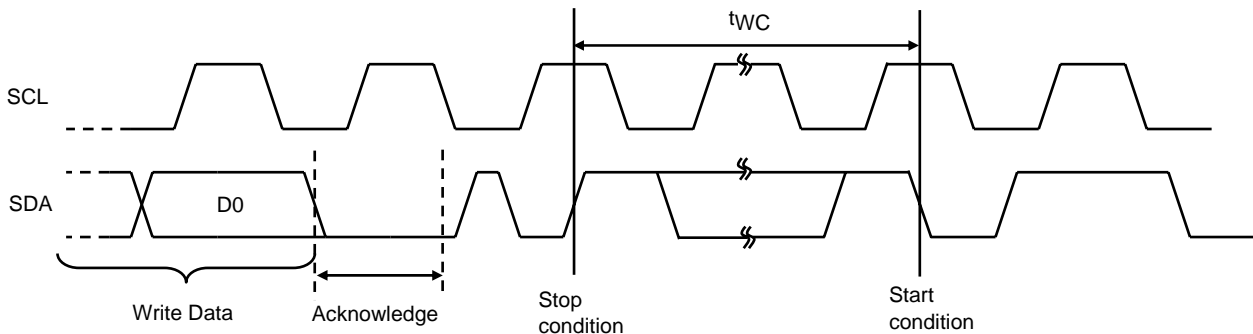 tWC
SCL
SDA
D0
Write Data
Acknowledge
Stop
condition
Start
condition